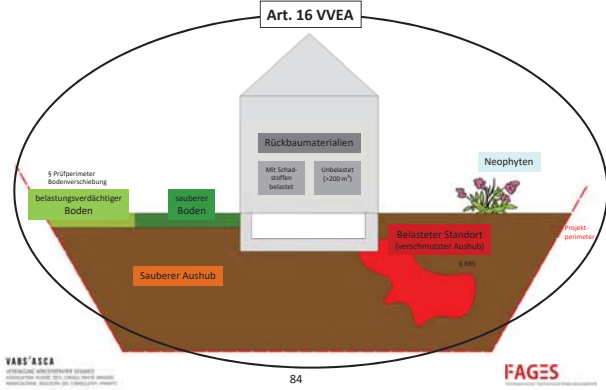 Art. 16 VVEA
Rückbaumaterialien
Mit Schad-
stoffen
belastet
Unbelastet
(>200 m³)
Neophyten
§ Prüfperimeter
Bodenverschiebung
belastungsverdächtiger
Boden
sauberer
Boden
Belasteter Standort
(verschmutzter Aushub)
Projekt-
perimeter
§ KBS
Sauberer Aushub
VABS'ASCA
84
FAGES